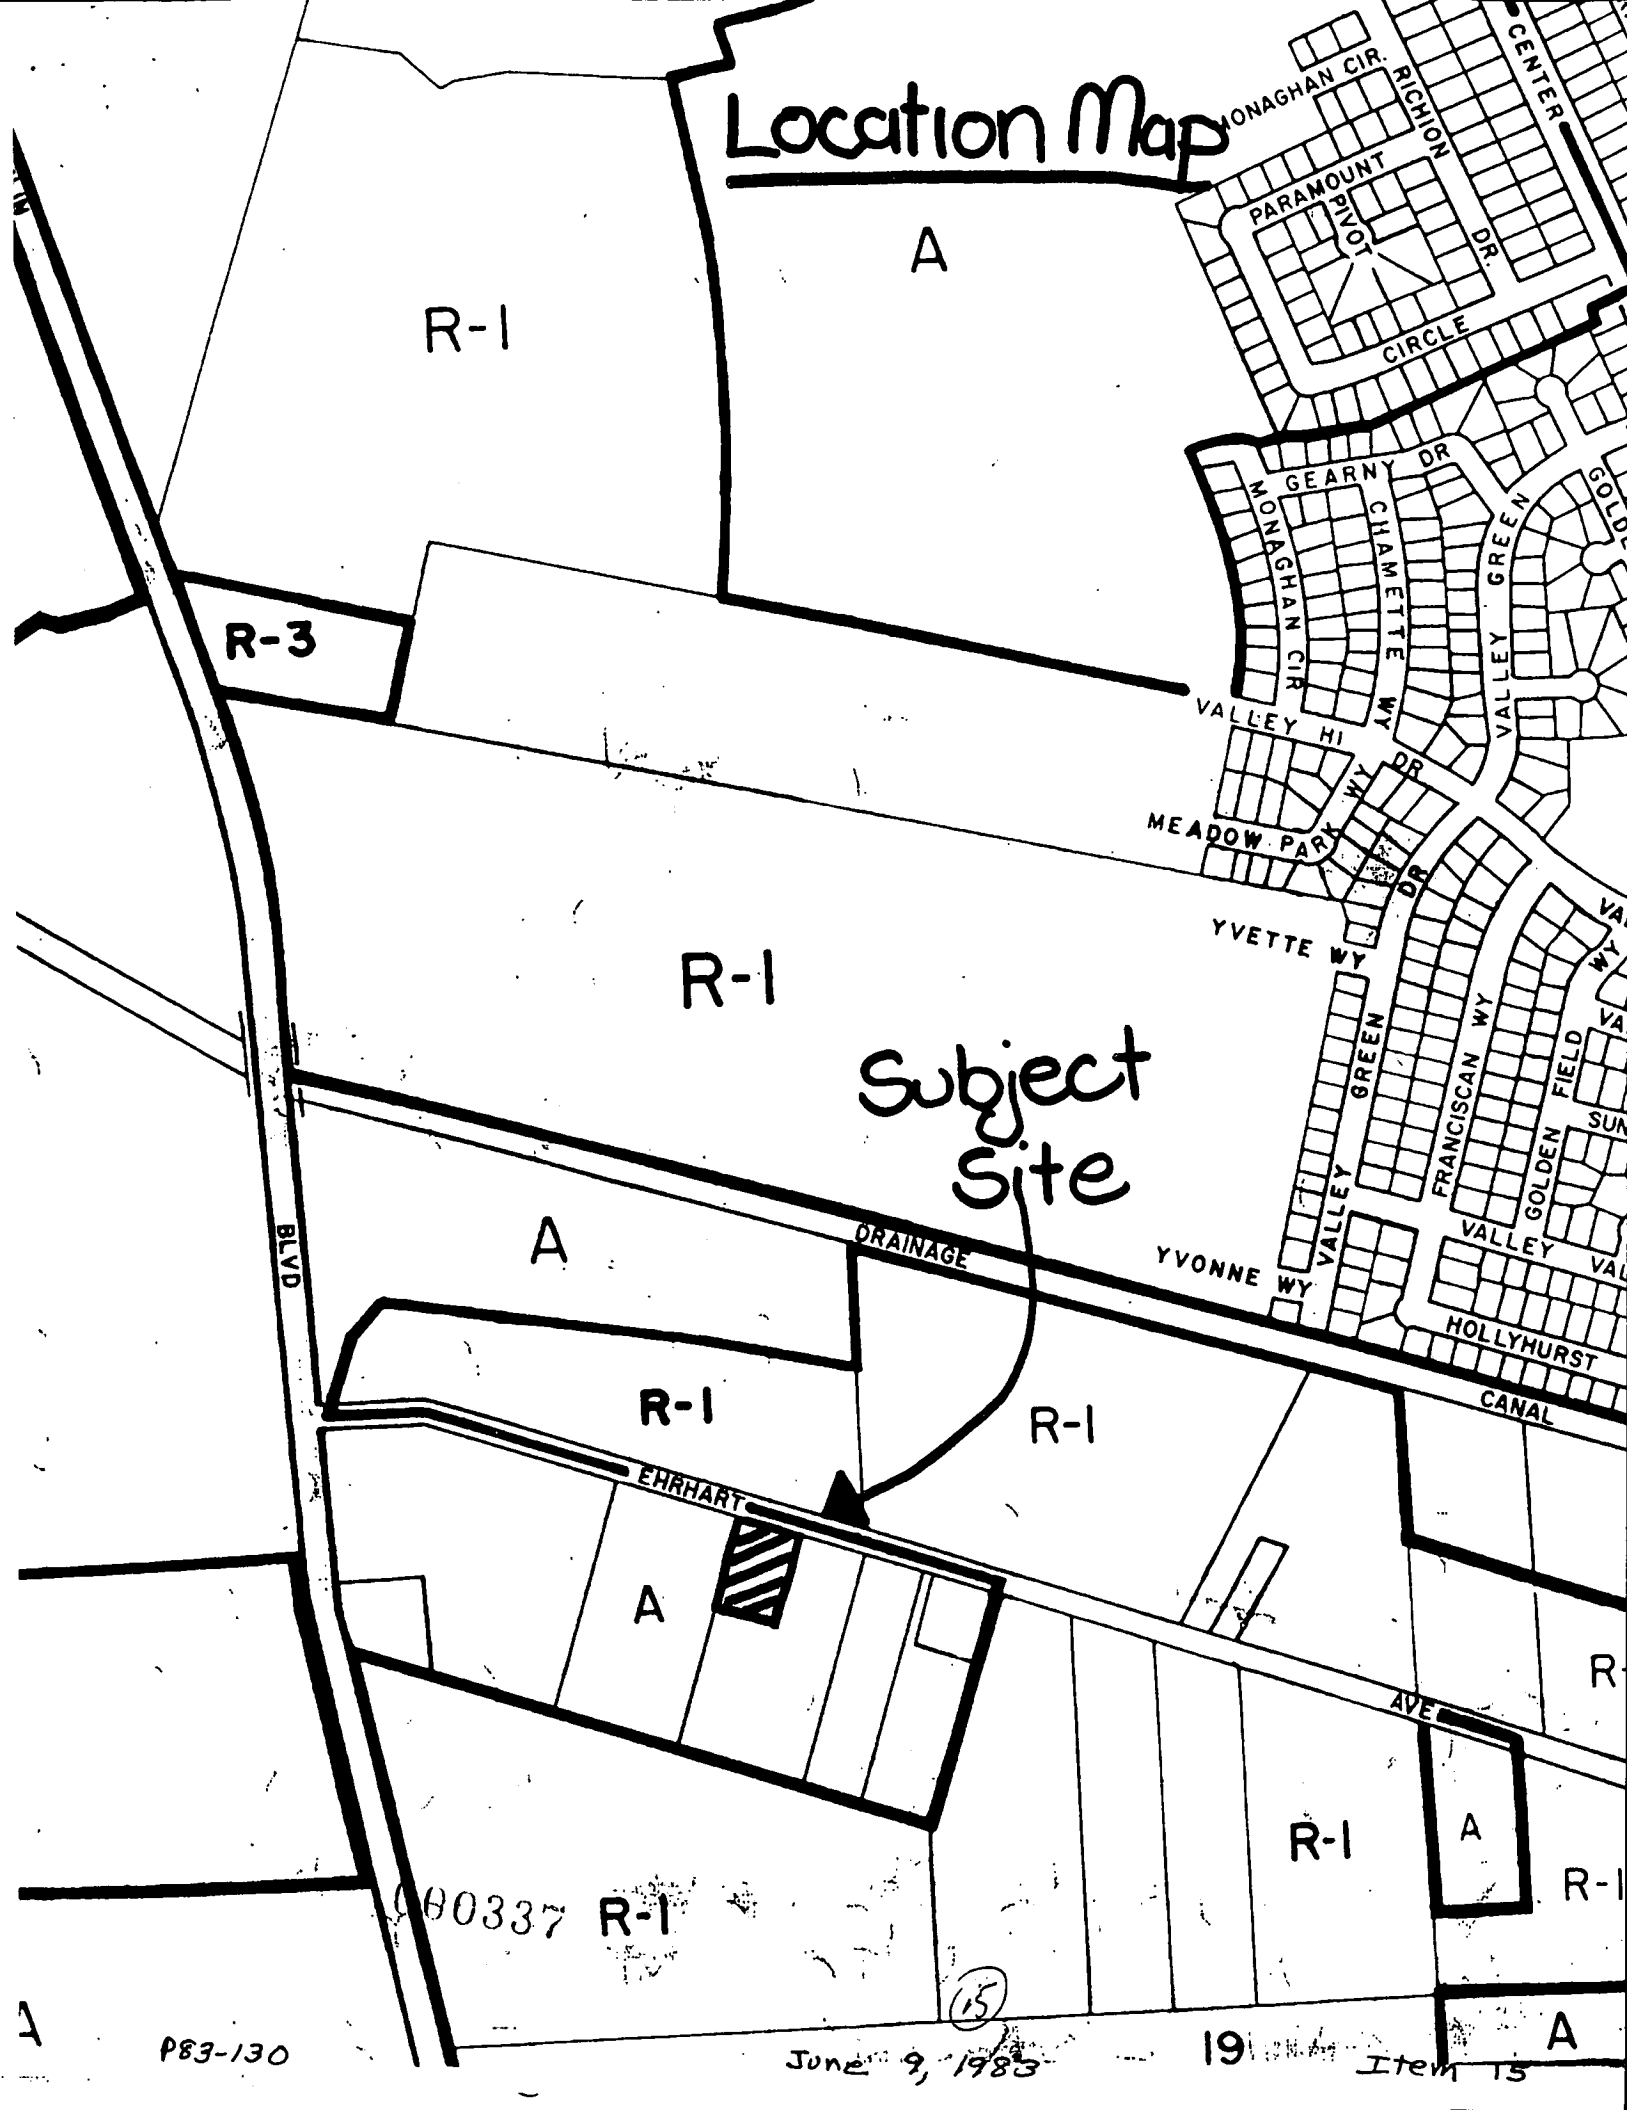 Location Map
MONAGHAN CIR.
RICHION
DR.
CENTER
PARAMOUNT
PIVOT
CIRCLE
A
R-1
GEARNY DR
MONAGHAN CIR
CHAMETTE WY
VALLEY GREEN
R-3
VALLEY HI
DR
MEADOW PARK WY
DR
YVETTE WY
R-1
GREEN
VALLEY
FRANCISCAN WY
GOLDEN FIELD
WY
Subject
Site
BLVD
A
DRAINAGE
YVONNE WY
VALLEY
HOLLYHURST
CANAL
R-1
R-1
EHRHART
A
AVE
R-1
A
R-1
R-1
15
A
P83-130
June 9, 1983
19
Item 15